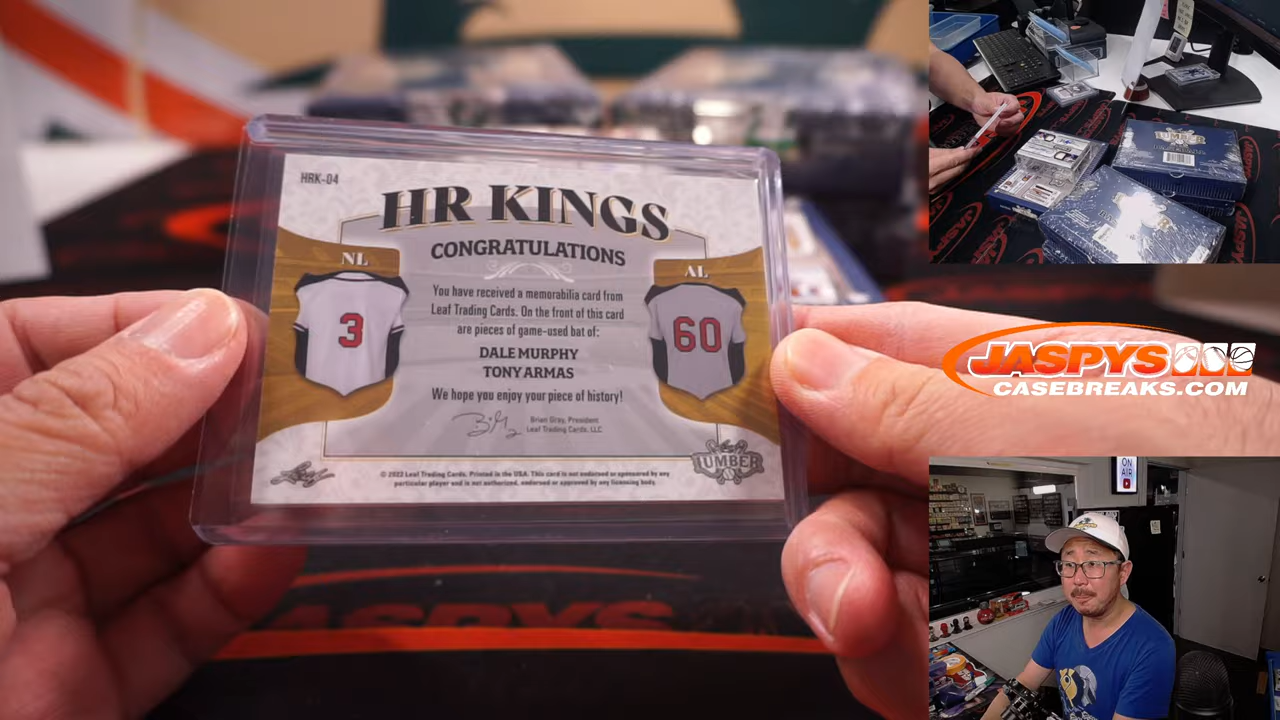 HRK-04
HR KINGS
CONGRATULATIONS
NL
3
AL
60
You have received a memorabilia card from
Leaf Trading Cards. On the front of this card
are pieces of game-used bat of:
DALE MURPHY
TONY ARMAS
We hope you enjoy your piece of history!
Brian Gray, President
Leaf Trading Cards, LLC
Leaf
LUMBER
© 2022 Leaf Trading Cards. Printed in the USA. This card is not endorsed or sponsored by any
particular player and is not authorized, endorsed or approved by any licensing body.
JASPYS
JASPYS
CASEBREAKS.COM
LUMBER
ON
AIR